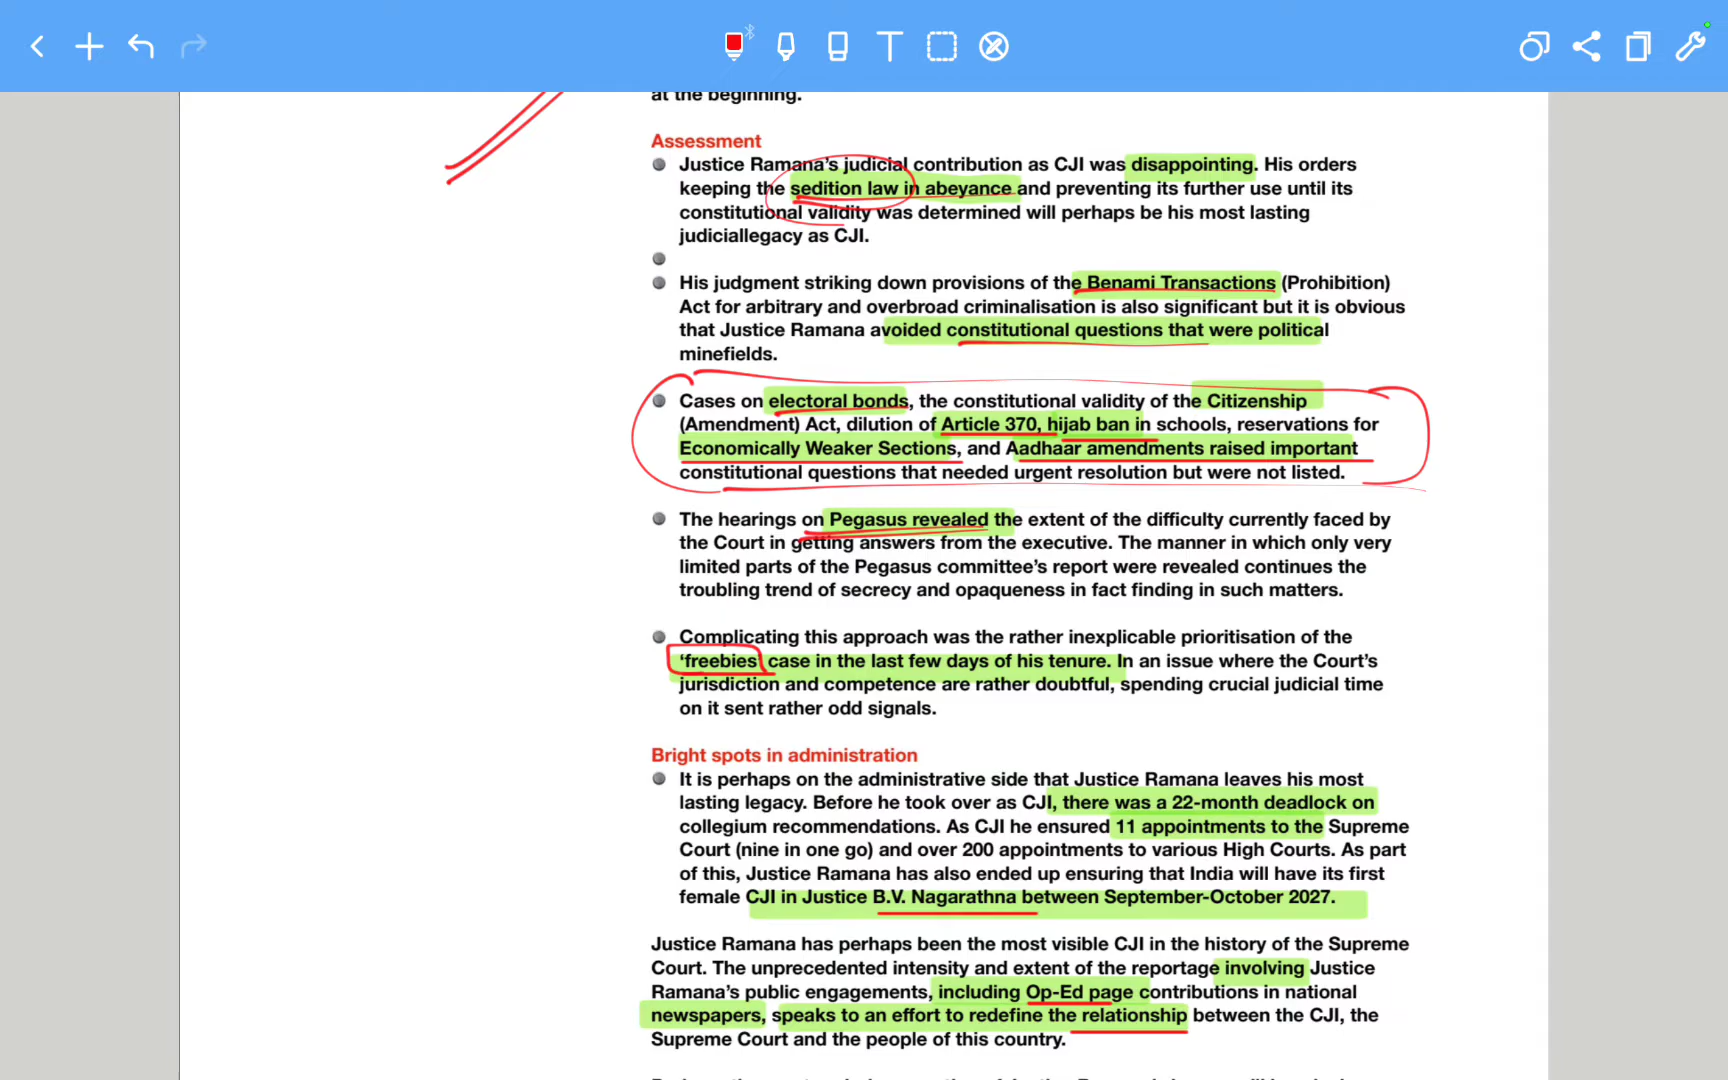 T
at the beginning.
Assessment
Justice Ramana's judicial contribution as CJI was disappointing. His orders
keeping the sedition law in abeyance and preventing its further use until its
constitutional validity was determined will perhaps be his most lasting
judiciallegacy as CJI.
His judgment striking down provisions of the Benami Transactions (Prohibition)
Act for arbitrary and overbroad criminalisation is also significant but it is obvious
that Justice Ramana avoided constitutional questions that were political
minefields.
Cases on electoral bonds, the constitutional validity of the Citizenship
(Amendment) Act, dilution of Article 370, hijab ban in schools, reservations for
Economically Weaker Sections, and Aadhaar amendments raised important
constitutional questions that needed urgent resolution but were not listed.
The hearings on Pegasus revealed the extent of the difficulty currently faced by
the Court in getting answers from the executive. The manner in which only very
limited parts of the Pegasus committee's report were revealed continues the
troubling trend of secrecy and opaqueness in fact finding in such matters.
Complicating this approach was the rather inexplicable prioritisation of the
'freebies' case in the last few days of his tenure. In an issue where the Court's
jurisdiction and competence are rather doubtful, spending crucial judicial time
on it sent rather odd signals.
Bright spots in administration
It is perhaps on the administrative side that Justice Ramana leaves his most
lasting legacy. Before he took over as CJI, there was a 22-month deadlock on
collegium recommendations. As CJI he ensured 11 appointments to the Supreme
Court (nine in one go) and over 200 appointments to various High Courts. As part
of this, Justice Ramana has also ended up ensuring that India will have its first
female CJI in Justice B.V. Nagarathna between September-October 2027.
Justice Ramana has perhaps been the most visible CJI in the history of the Supreme
Court. The unprecedented intensity and extent of the reportage involving Justice
Ramana's public engagements, including Op-Ed page contributions in national
newspapers, speaks to an effort to redefine the relationship between the CJI, the
Supreme Court and the people of this country.